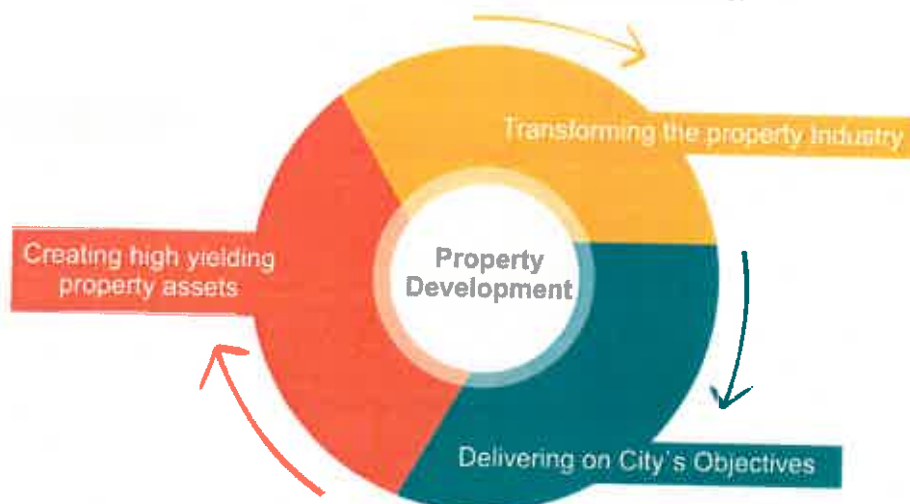 Transforming the property Industry
Creating high yielding
property assets
Property
Development
Delivering on City's Objectives